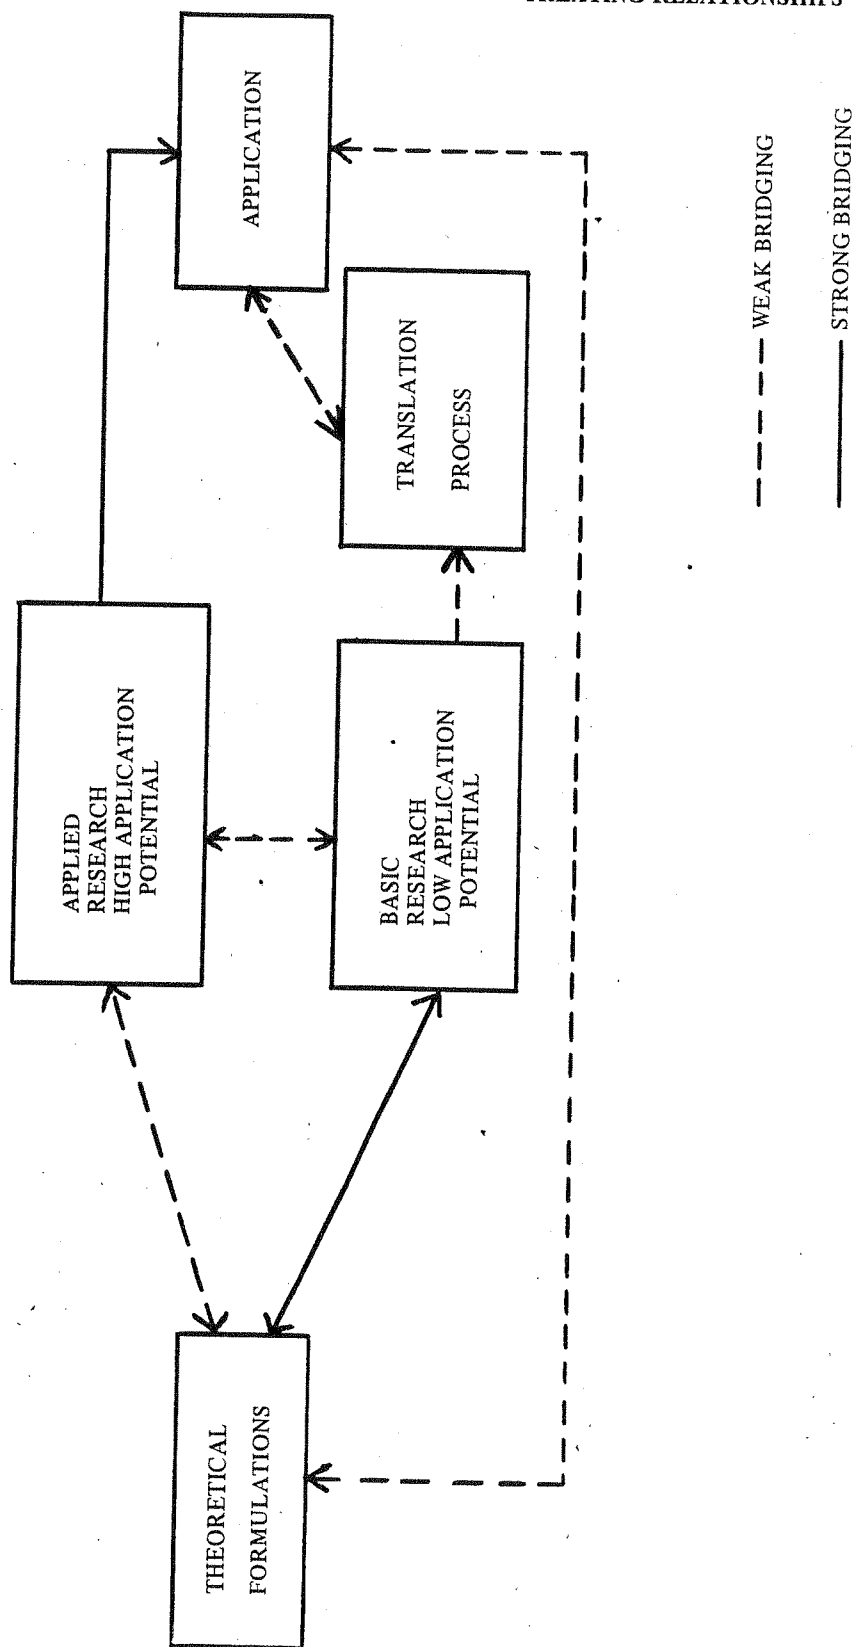 RELATIONSHIPS
THEORETICAL
FORMULATIONS
APPLIED
RESEARCH
HIGH APPLICATION
POTENTIAL
BASIC
RESEARCH
LOW APPLICATION
POTENTIAL
TRANSLATION
PROCESS
APPLICATION
WEAK BRIDGING
STRONG BRIDGING